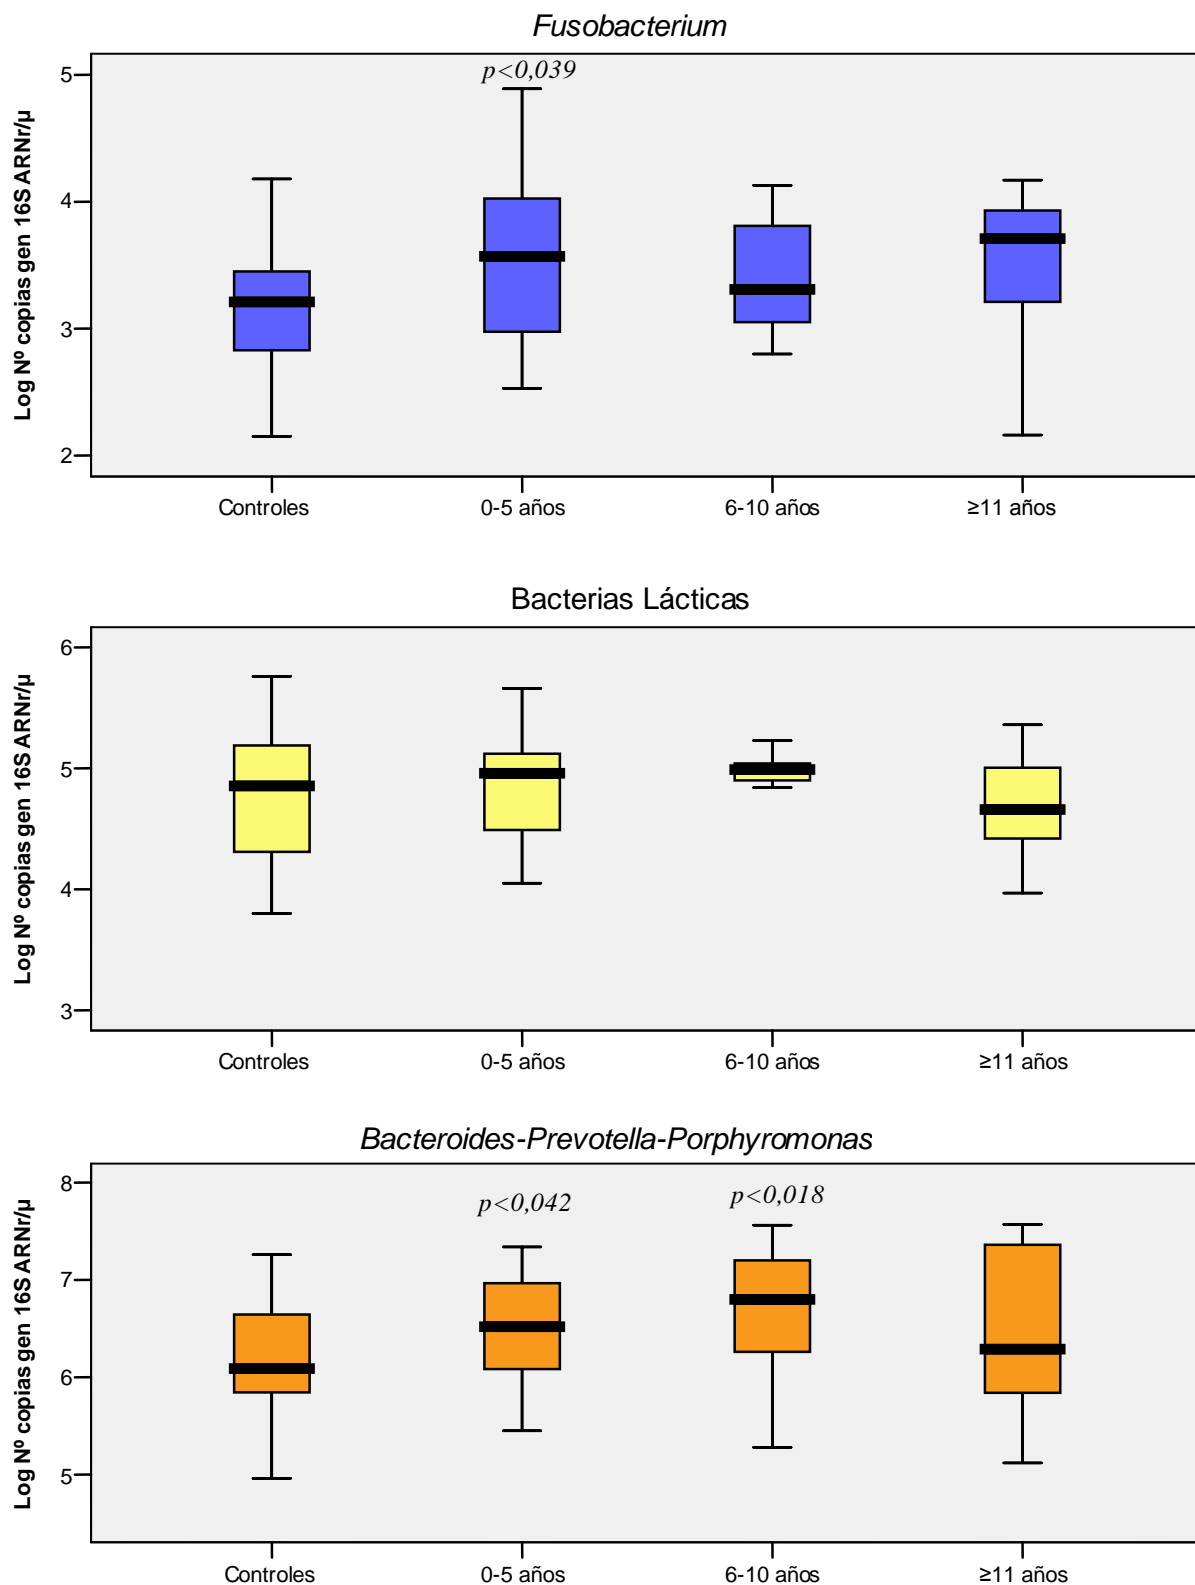 Fusobacterium
p<0,039
Log Nº copias gen 16S ARNr/µ
5
4
3
2
Controles 0-5 años 6-10 años ≥11 años
Bacterias Lácticas
Log Nº copias gen 16S ARNr/µ
6
5
4
3
Controles 0-5 años 6-10 años ≥11 años
Bacteroides-Prevotella-Porphyromonas
p<0,042 p<0,018
Log Nº copias gen 16S ARNr/µ
8
7
6
5
Controles 0-5 años 6-10 años ≥11 años